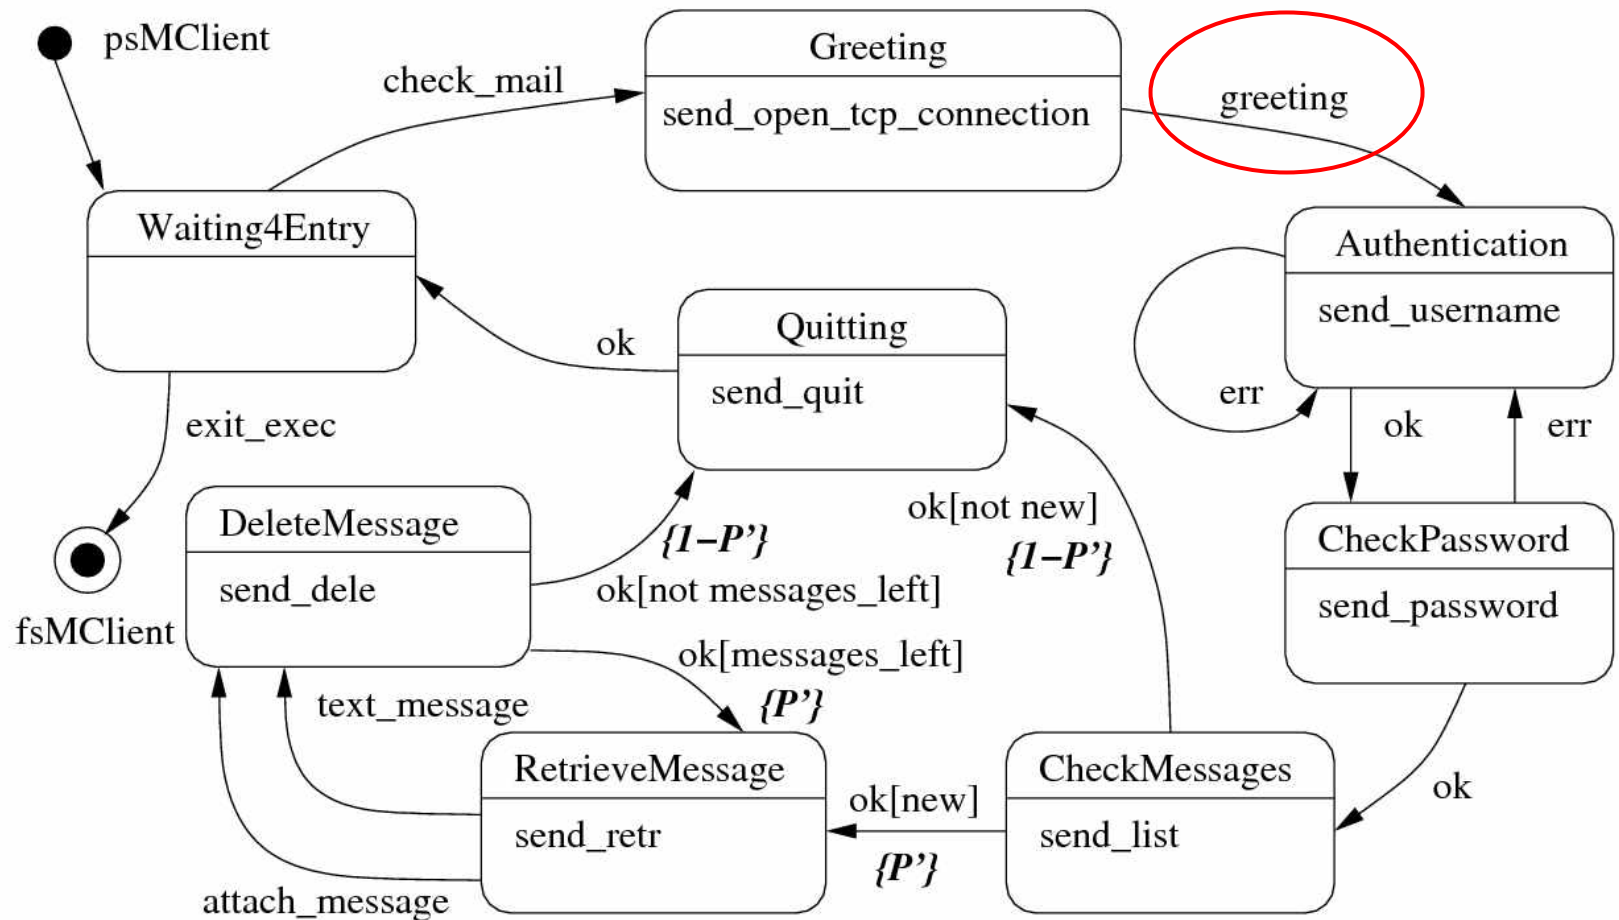 psMClient
check_mail
Greeting
send_open_tcp_connection
greeting
Waiting4Entry
Authentication
send_username
Quitting
send_quit
ok
err
ok
err
exit_exec
DeleteMessage
send_dele
{1–P’}
ok[not messages_left]
ok[not new]
{1–P’}
CheckPassword
send_password
fsMClient
ok[messages_left]
{P’}
text_message
RetrieveMessage
send_retr
ok[new]
{P’}
CheckMessages
send_list
ok
attach_message